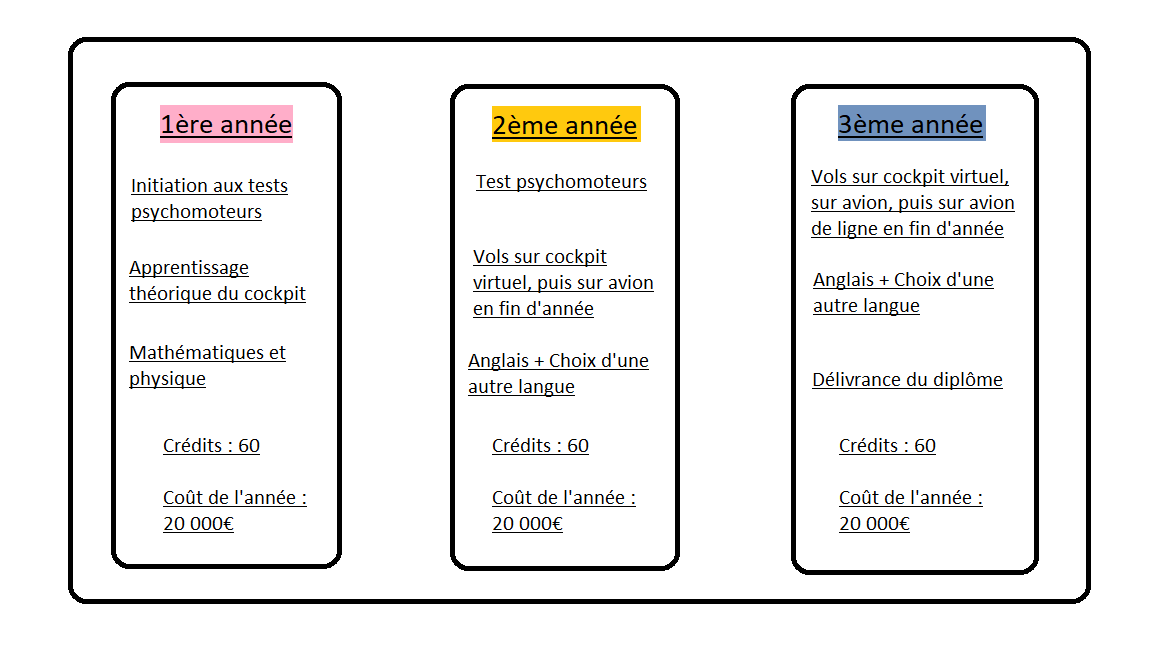 1ère année
Initiation aux tests
psychomoteurs
Apprentissage
théorique du cockpit
Mathématiques et
physique
Crédits : 60
Coût de l'année :
20 000€
2ème année
Test psychomoteurs
Vols sur cockpit
virtuel, puis sur avion
en fin d'année
Anglais + Choix d'une
autre langue
Crédits : 60
Coût de l'année :
20 000€
3ème année
Vols sur cockpit virtuel,
sur avion, puis sur avion
de ligne en fin d'année
Anglais + Choix d'une
autre langue
Délivrance du diplôme
Crédits : 60
Coût de l'année :
20 000€